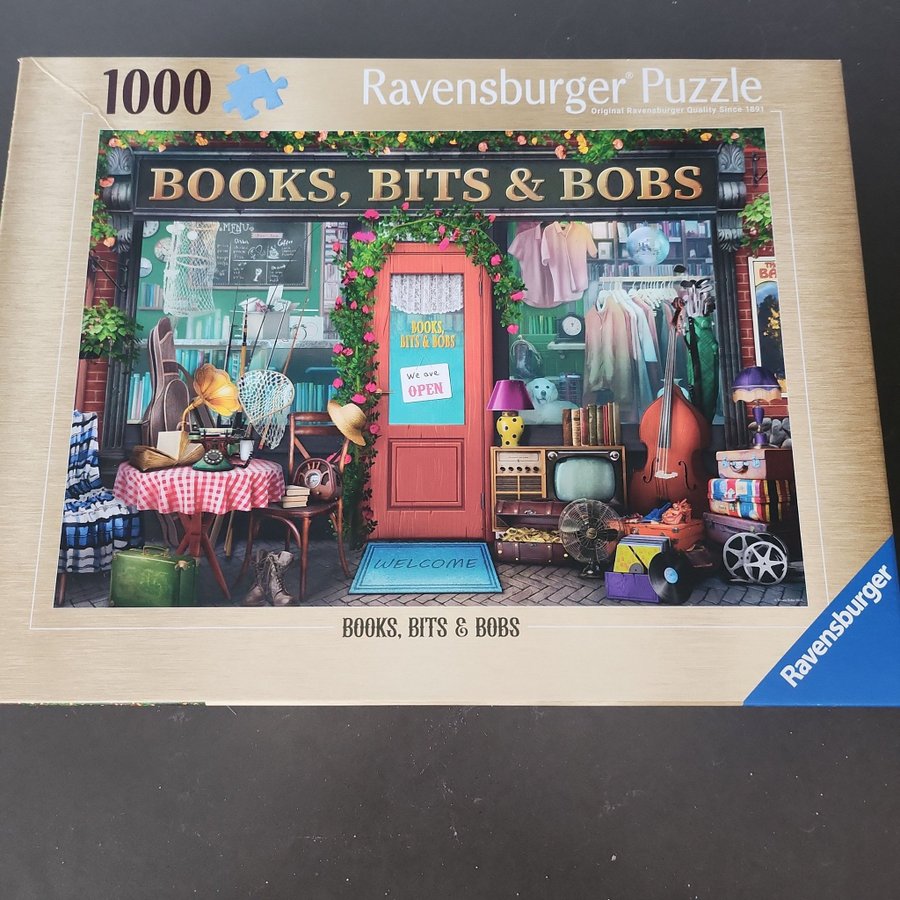 1000
Ravensburger® Puzzle
Original Ravensburger Quality Since 1891
BOOKS, BITS & BOBS
MENU
Coffee
BOOKS,
BITS & BOBS
We are
OPEN
WELCOME
BOOKS, BITS & BOBS
Ravensburger